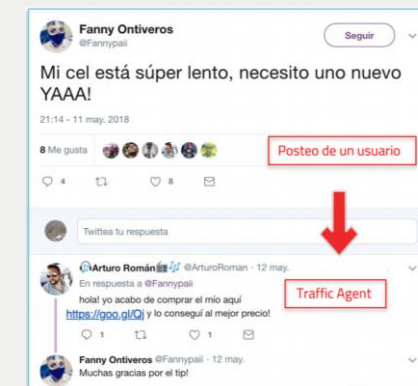 Fanny Ontiveros
@Fannypaii
Seguir
Mi cel está súper lento, necesito uno nuevo
YAAA!
21:14 - 11 may. 2018
8 Me gusta
Posteo de un usuario
4 8
Twittea tu respuesta
Arturo Román @ArturoRoman · 12 may.
En respuesta a @Fannypaii
Traffic Agent
hola! yo acabo de comprar el mío aquí
https://goo.gl/Qj y lo conseguí al mejor precio!
1 1
Fanny Ontiveros @Fannypaii · 12 may.
Muchas gracias por el tip!